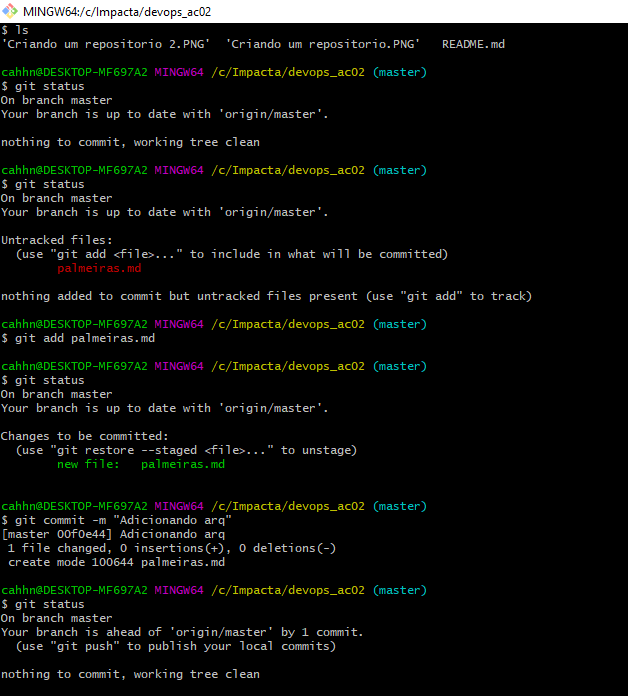 MINGW64:/c/Impacta/devops_ac02
$ ls
'Criando um repositorio 2.PNG'  'Criando um repositorio.PNG'   README.md
cahhn@DESKTOP-MF697A2 MINGW64 /c/Impacta/devops_ac02 (master)
$ git status
On branch master
Your branch is up to date with 'origin/master'.
nothing to commit, working tree clean
cahhn@DESKTOP-MF697A2 MINGW64 /c/Impacta/devops_ac02 (master)
$ git status
On branch master
Your branch is up to date with 'origin/master'.
Untracked files:
  (use "git add <file>..." to include in what will be committed)
        palmeiras.md
nothing added to commit but untracked files present (use "git add" to track)
cahhn@DESKTOP-MF697A2 MINGW64 /c/Impacta/devops_ac02 (master)
$ git add palmeiras.md
cahhn@DESKTOP-MF697A2 MINGW64 /c/Impacta/devops_ac02 (master)
$ git status
On branch master
Your branch is up to date with 'origin/master'.
Changes to be committed:
  (use "git restore --staged <file>..." to unstage)
        new file:   palmeiras.md
cahhn@DESKTOP-MF697A2 MINGW64 /c/Impacta/devops_ac02 (master)
$ git commit -m "Adicionando arq"
[master 00f0e44] Adicionando arq
 1 file changed, 0 insertions(+), 0 deletions(-)
 create mode 100644 palmeiras.md
cahhn@DESKTOP-MF697A2 MINGW64 /c/Impacta/devops_ac02 (master)
$ git status
On branch master
Your branch is ahead of 'origin/master' by 1 commit.
  (use "git push" to publish your local commits)
nothing to commit, working tree clean